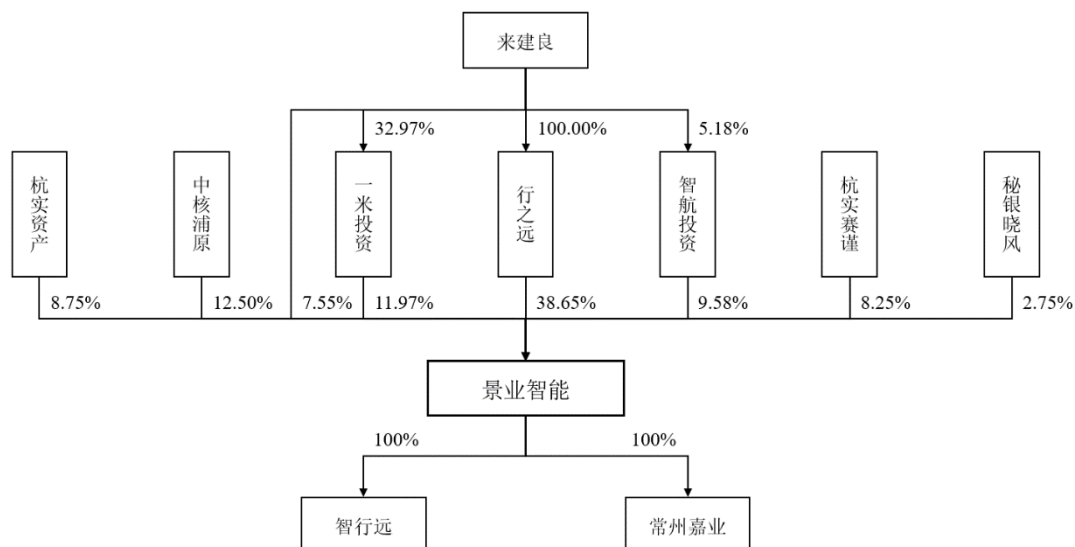 来建良
32.97%
100.00%
5.18%
杭实资产
中核浦原
一米投资
行之远
智航投资
杭实赛谨
秘银晓风
8.75%
12.50%
7.55%
11.97%
38.65%
9.58%
8.25%
2.75%
景业智能
100%
100%
智行远
常州嘉业